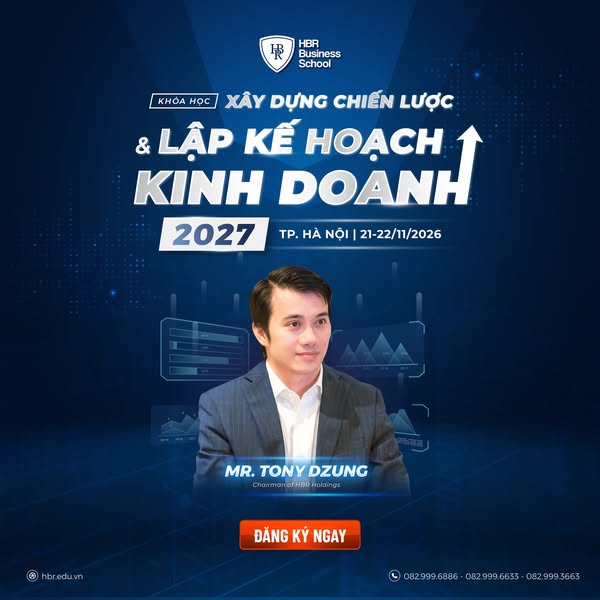 HBR
Business
School
KHÓA HỌC XÂY DỰNG CHIẾN LƯỢC
& LẬP KẾ HOẠCH
KINH DOANH
2027 TP. HÀ NỘI | 21-22/11/2026
MR. TONY DZUNG
Chairman of HBR Holdings
ĐĂNG KÝ NGAY
hbr.edu.vn 082.999.6886 - 082.999.6633 - 082.999.3663